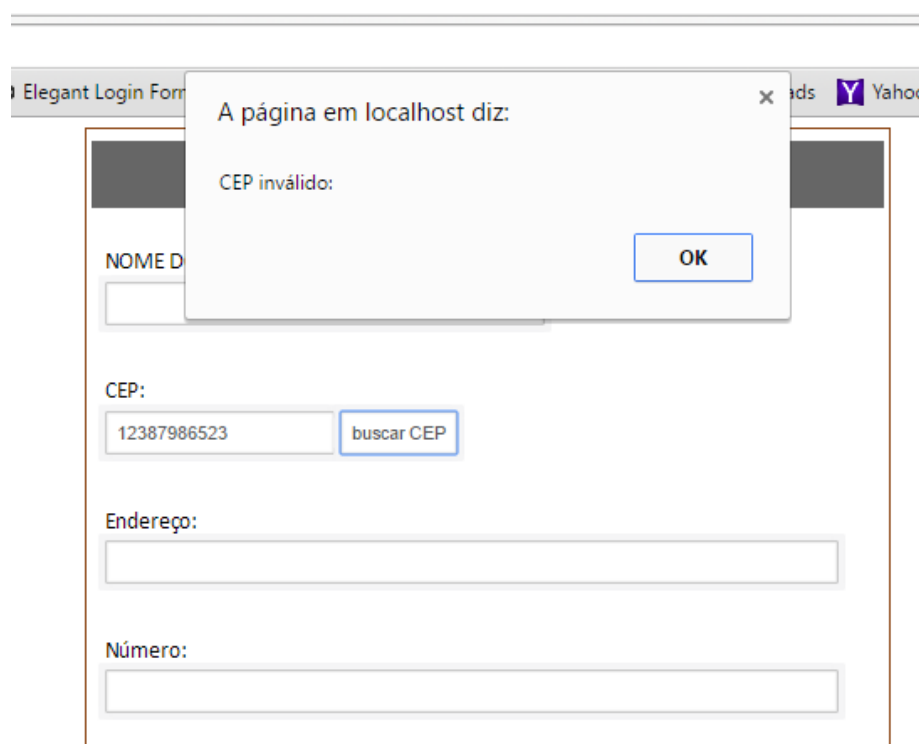 Elegant Login Forr
ads Yahoo
A página em localhost diz:
CEP inválido:
OK
NOME D
CEP:
12387986523 buscar CEP
Endereço:
Número: